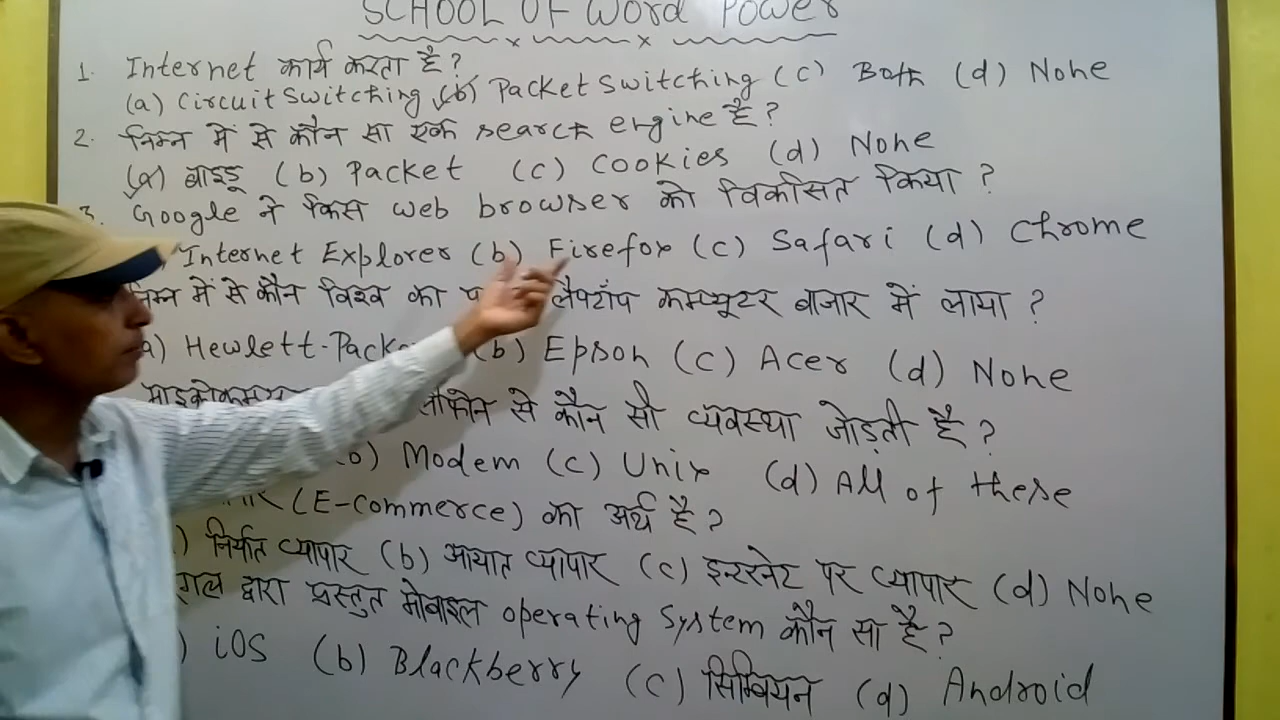 SCHOOL OF Word Power
1. Internet कार्य करता है?
(a) Circuit Switching (b) Packet Switching (c) Both (d) None
2. निम्न में से कौन सा एक search engine है?
(a) बाइडू (b) Packet (c) Cookies (d) None
3. Google ने किस web browser को विकसित किया?
Internet Explorer (b) Firefox (c) Safari (d) Chrome
निम्न में से कौन विश्व का लैपटॉप कम्प्यूटर बाजार में लाया?
a) Hewlett-Pack (b) Epson (c) Acer (d) None
से कौन सी व्यवस्था जोड़ती है?
(b) Modem (c) Unix (d) All of these
(E-commerce) का अर्थ है?
) निर्यात व्यापार (b) आयात व्यापार (c) इन्टरनेट पर व्यापार (d) None
गल द्वारा प्रस्तुत मोबाइल operating System कौन सा है?
) iOS (b) Blackberry (c) सिम्बियन (d) Android